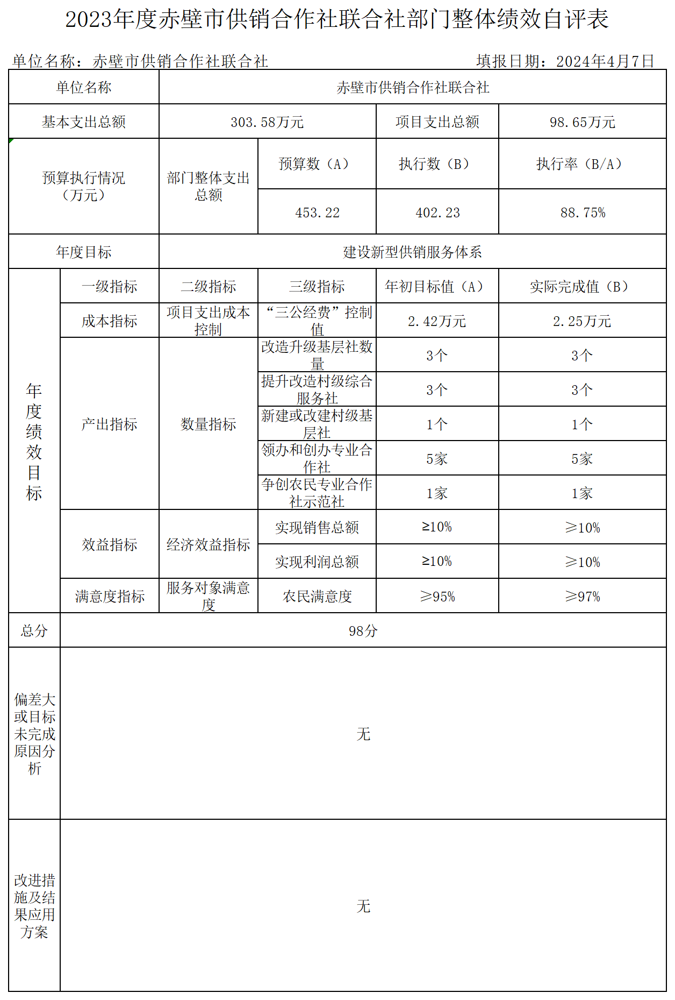 2023年度赤壁市供销合作社联合社部门整体绩效自评表
单位名称：赤壁市供销合作社联合社 填报日期：2024年4月7日
单位名称 赤壁市供销合作社联合社
基本支出总额 303.58万元 项目支出总额 98.65万元
预算执行情况
（万元）
部门整体支出
总额
预算数（A） 执行数（B） 执行率（B/A）
453.22 402.23 88.75%
年度目标 建设新型供销服务体系
年
度
绩
效
目
标
一级指标 二级指标 三级指标 年初目标值（A） 实际完成值（B）
成本指标
项目支出成本
控制
“三公经费”控制
值
2.42万元 2.25万元
产出指标 数量指标
改造升级基层社数
量
3个 3个
提升改造村级综合
服务社
3个 3个
新建或改建村级基
层社
1个 1个
领办和创办专业合
作社
5家 5家
争创农民专业合作
社示范社
1家 1家
效益指标 经济效益指标
实现销售总额 ≥10% ≥10%
实现利润总额 ≥10% ≥10%
满意度指标
服务对象满意
度
农民满意度 ≥95% ≥97%
总分 98分
偏差大
或目标
未完成
原因分
析
无
改进措
施及结
果应用
方案
无